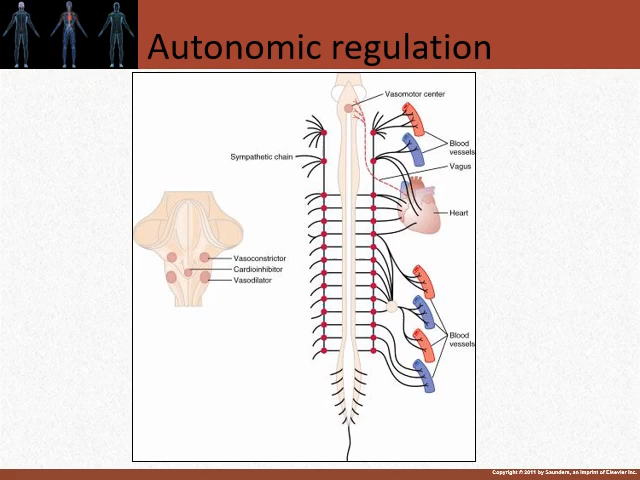 Autonomic regulation
Vasomotor center
Blood
vessels
Sympathetic chain
Vagus
Heart
Vasoconstrictor
Cardioinhibitor
Vasodilator
Blood
vessels
Copyright © 2011 by Saunders, an imprint of Elsevier Inc.